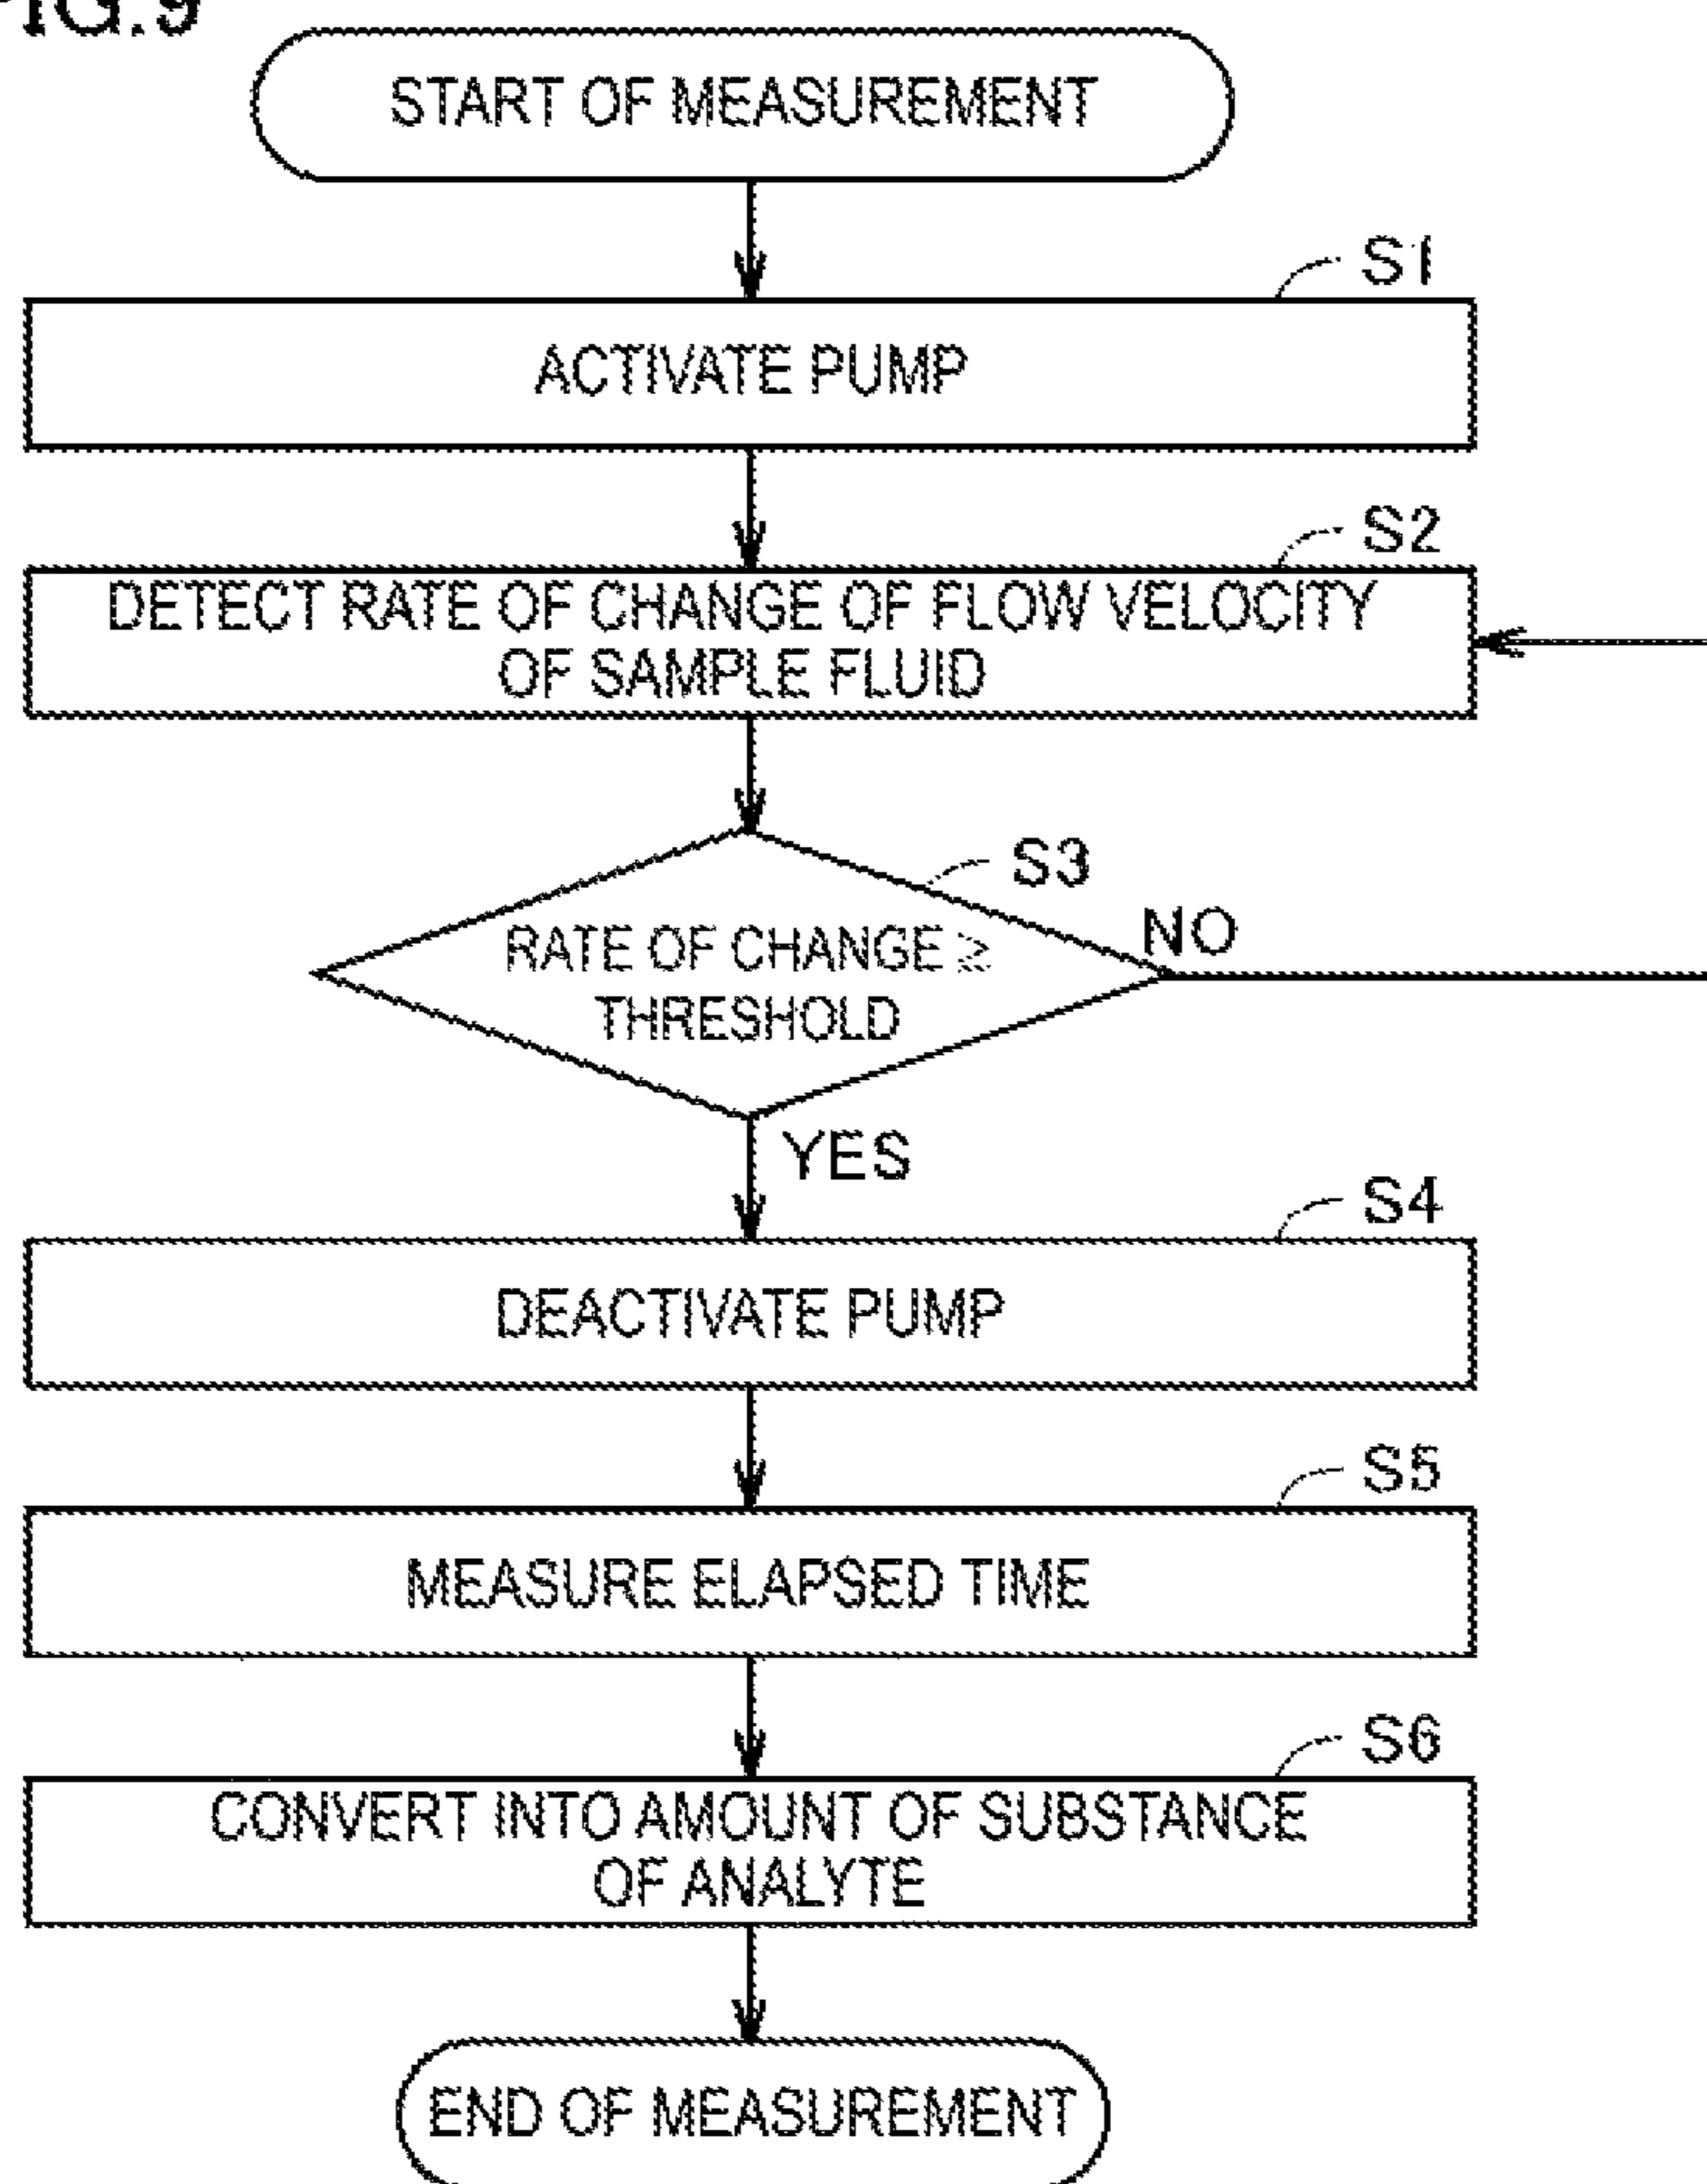 FIG.9
START OF MEASUREMENT
S1
ACTIVATE PUMP
S2
DETECT RATE OF CHANGE OF FLOW VELOCITY
OF SAMPLE FLUID
S3
RATE OF CHANGE ≥
THRESHOLD
NO
YES
S4
DEACTIVATE PUMP
S5
MEASURE ELAPSED TIME
S6
CONVERT INTO AMOUNT OF SUBSTANCE
OF ANALYTE
END OF MEASUREMENT